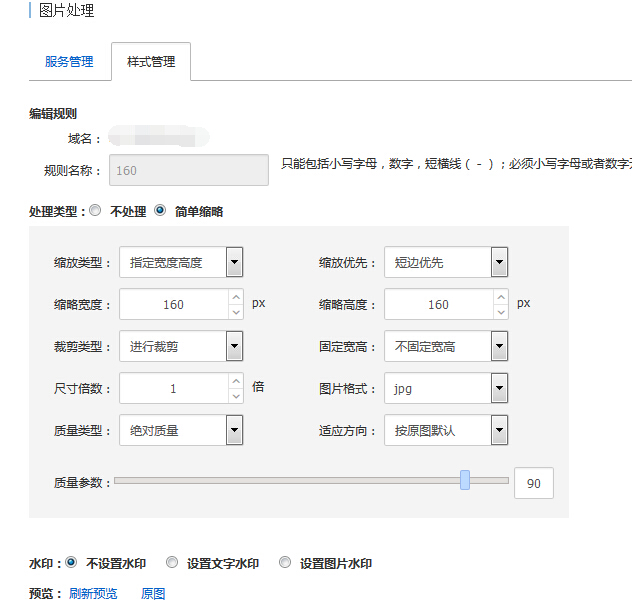 图片处理
服务管理 样式管理
编辑规则
域名：
规则名称： 160 只能包括小写字母，数字，短横线（ - ）；必须小写字母或者数字
处理类型： 不处理 简单缩略
缩放类型： 指定宽度高度 缩放优先： 短边优先
缩略宽度： 160 px 缩略高度： 160 px
裁剪类型： 进行裁剪 固定宽高： 不固定宽高
尺寸倍数： 1 倍 图片格式： jpg
质量类型： 绝对质量 适应方向： 按原图默认
质量参数： 90
水印： 不设置水印 设置文字水印 设置图片水印
预览： 刷新预览 原图